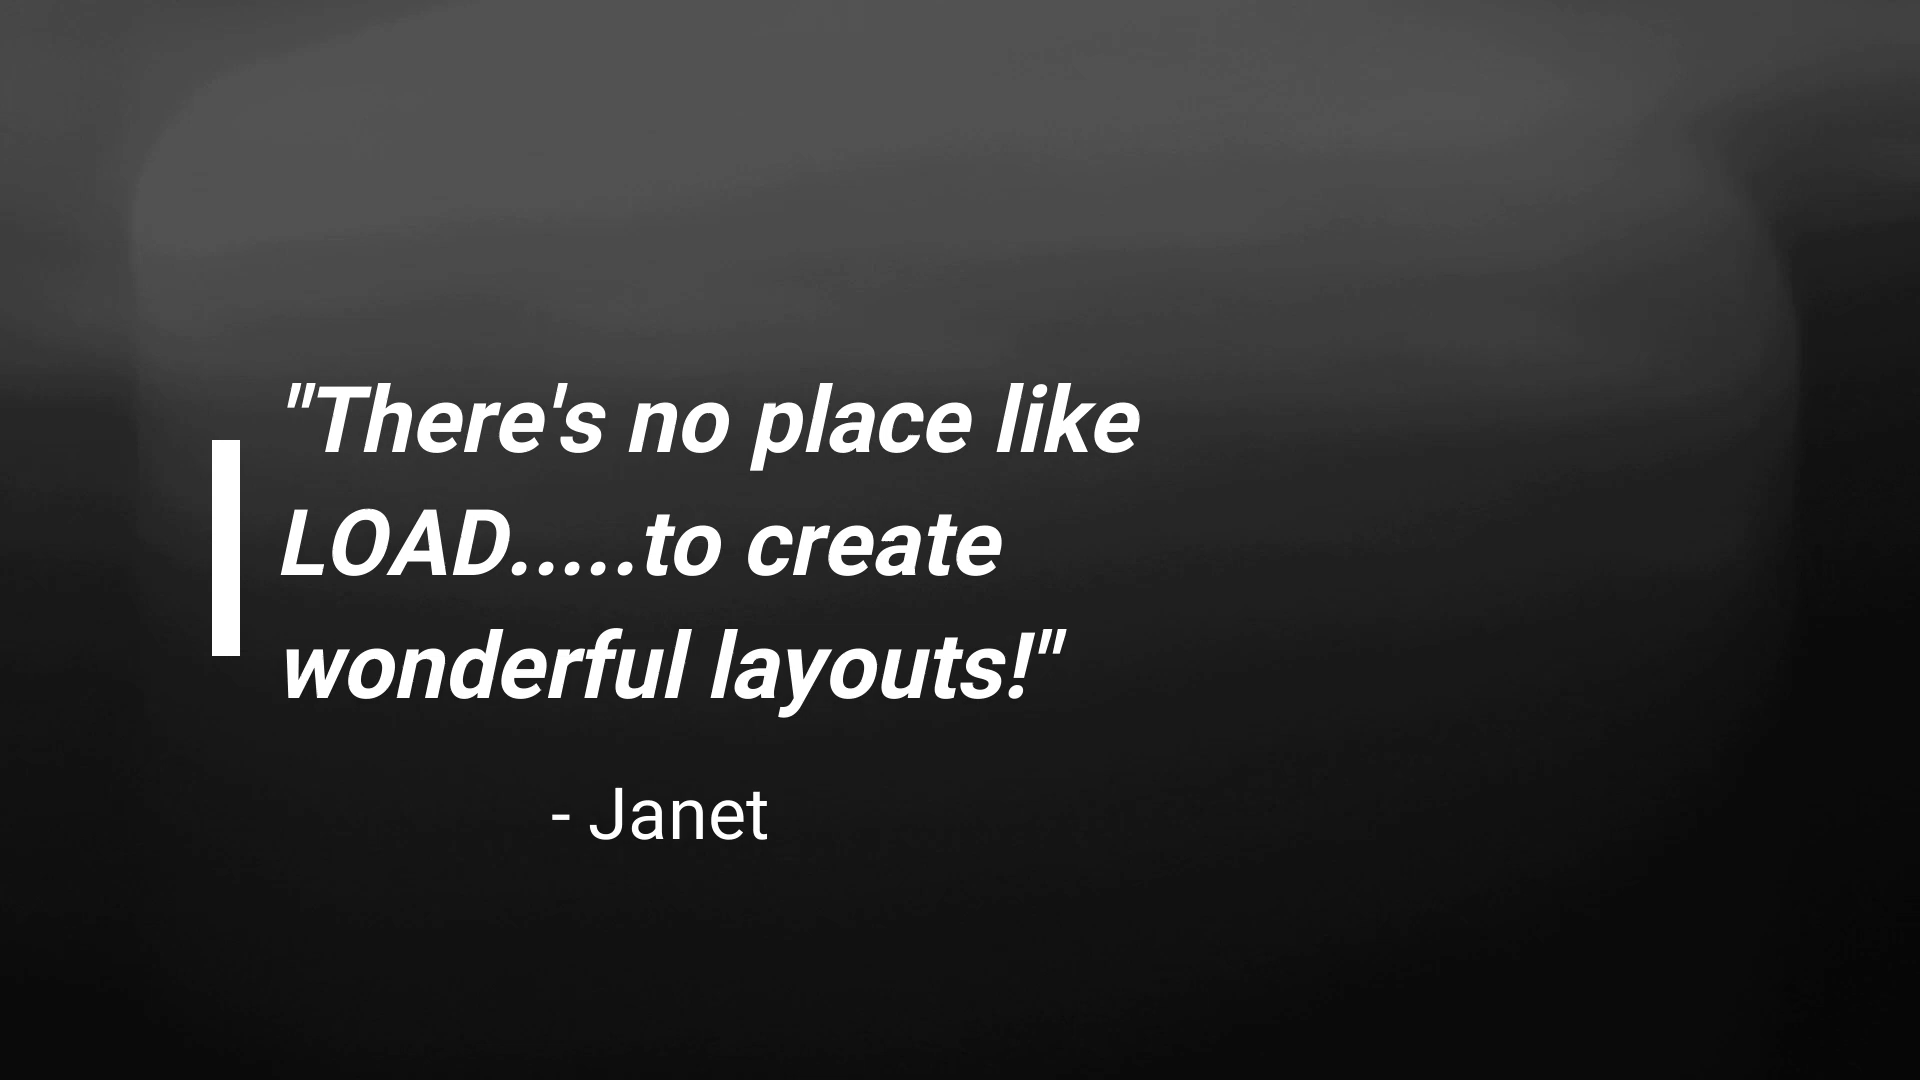 "There's no place like
LOAD.....to create
wonderful layouts!"
- Janet